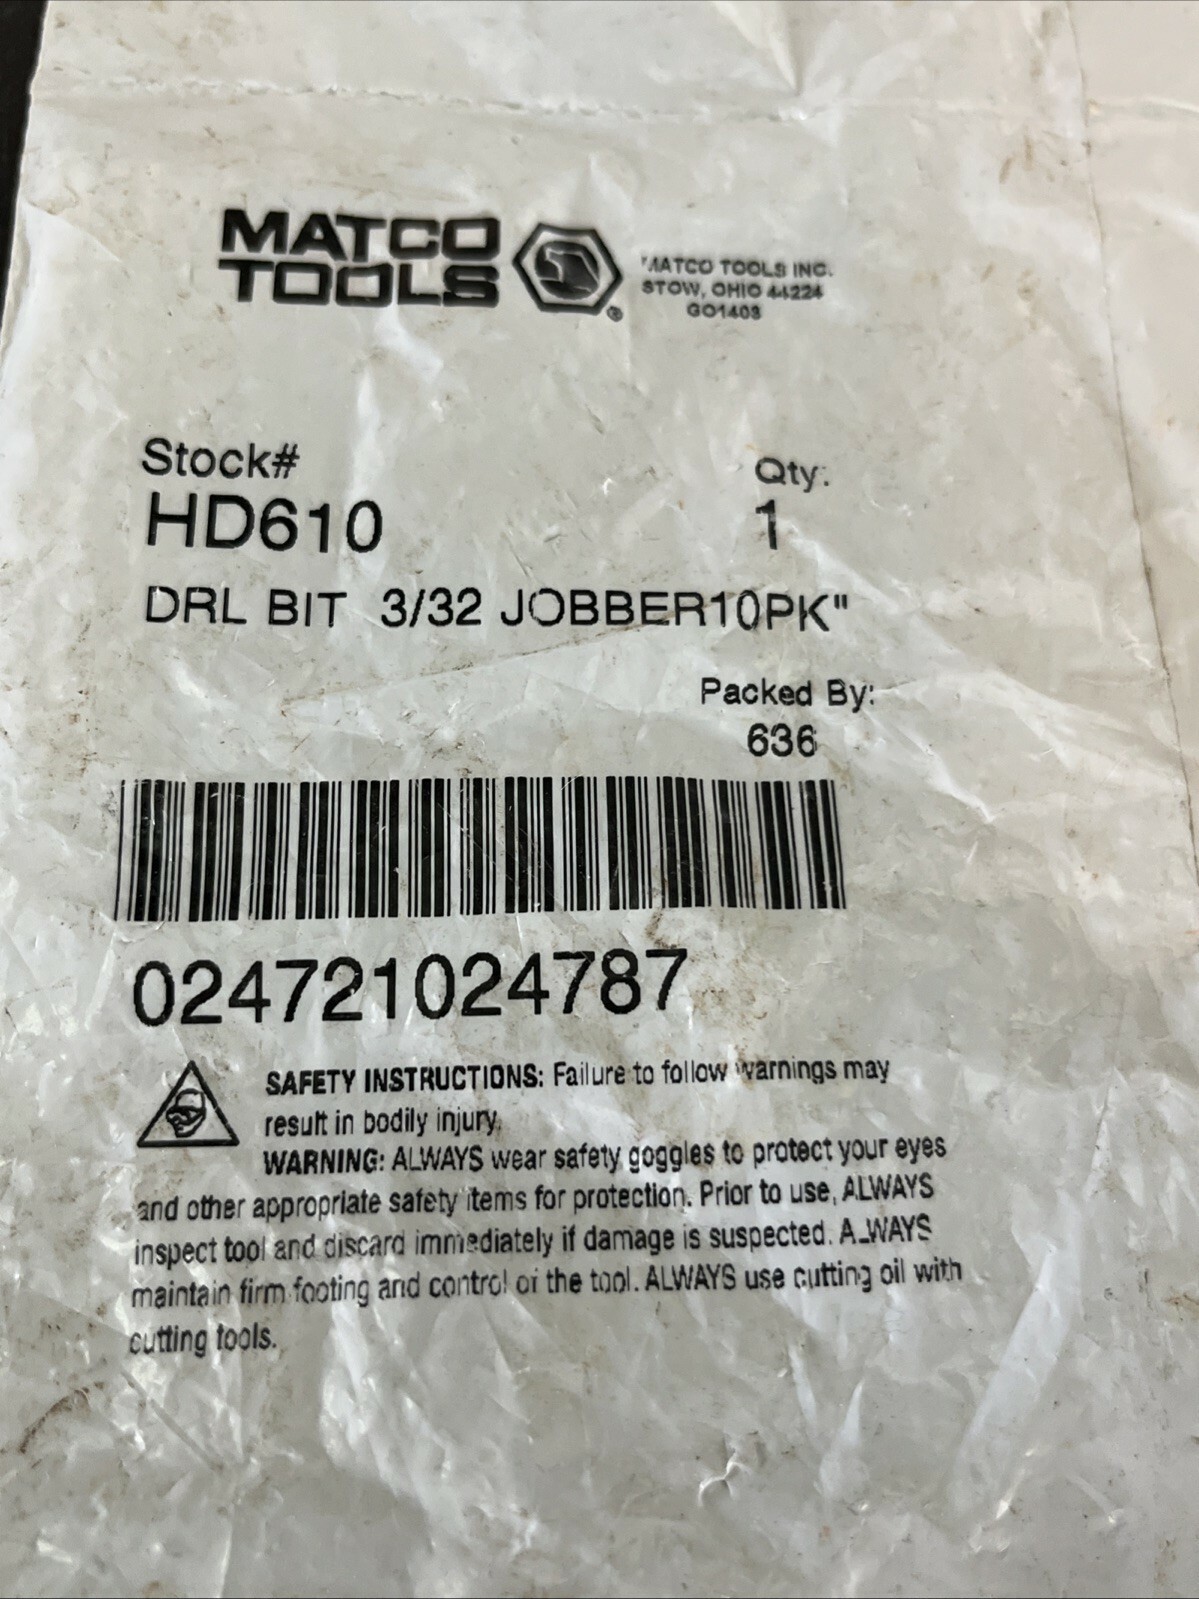 MATCO
TOOLS
®
MATCO TOOLS INC.
STOW, OHIO 44224
GO1403
Stock#
HD610
Qty:
1
DRL BIT 3/32 JOBBER10PK"
Packed By:
636
024721024787
SAFETY INSTRUCTIONS: Failure to follow warnings may
result in bodily injury.
WARNING: ALWAYS wear safety goggles to protect your eyes
and other appropriate safety items for protection. Prior to use, ALWAYS
inspect tool and discard immediately if damage is suspected. ALWAYS
maintain firm footing and control of the tool. ALWAYS use cutting oil with
cutting tools.